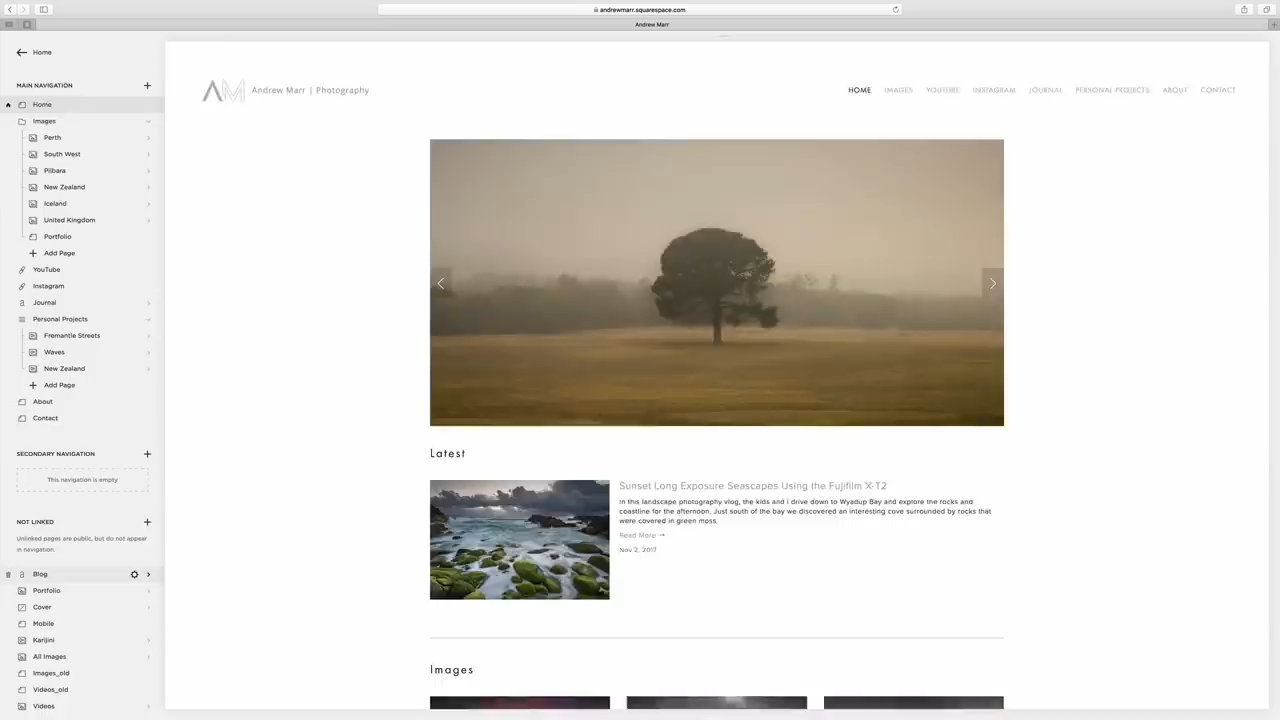 andrewmarr.squarespace.com
Andrew Marr
Home
MAIN NAVIGATION
Home
Images
Perth
South West
Pilbara
New Zealand
Iceland
United Kingdom
Portfolio
Add Page
YouTube
Instagram
Journal
Personal Projects
Fremantle Streets
Waves
New Zealand
Add Page
About
Contact
SECONDARY NAVIGATION
This navigation is empty
NOT LINKED
Unlinked pages are public, but do not appear
in navigation.
Blog
Portfolio
Cover
Mobile
Karijini
All Images
Images_old
Videos_old
Videos
AM Andrew Marr | Photography
HOME IMAGES YOUTUBE INSTAGRAM JOURNAL PERSONAL PROJECTS ABOUT CONTACT
Latest
Sunset Long Exposure Seascapes Using the Fujifilm X-T2
In this landscape photography vlog, the kids and I drive down to Wyadup Bay and explore the rocks and
coastline for the afternoon. Just south of the bay we discovered an interesting cove surrounded by rocks that
were covered in green moss.
Read More →
Nov 2, 2017
Images